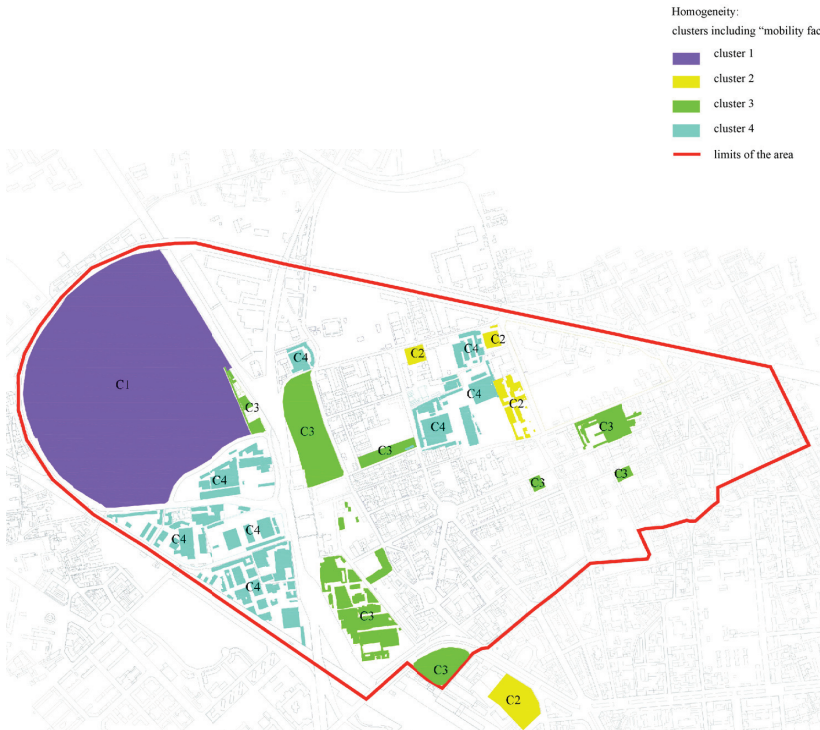 Homogeneity:
clusters including “mobility fac
cluster 1
cluster 2
cluster 3
cluster 4
limits of the area
C2
C4
C4
C2
C1
C4
C2
C3
C3
C4
C3
C3
C3
C4
C3
C3
C4
C4
C4
C3
C3
C2